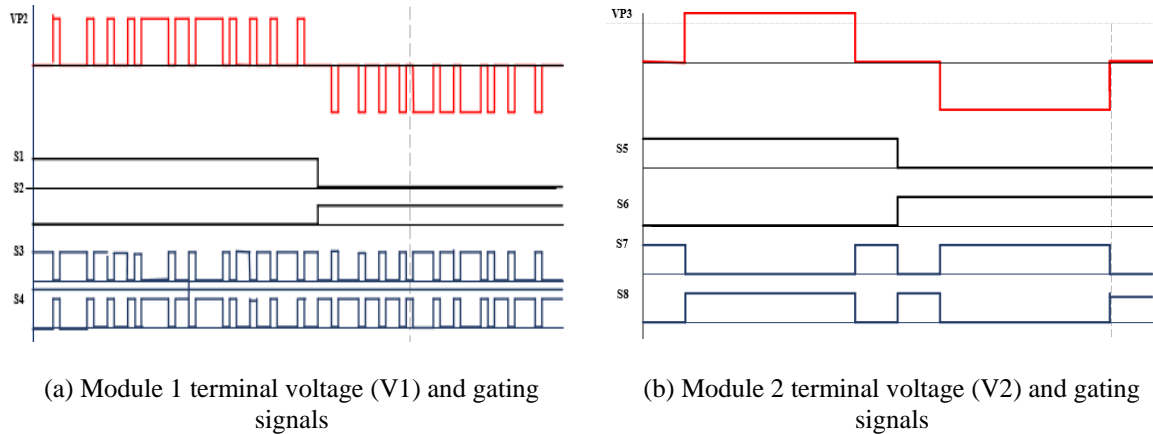 VP2
S1
S2
S3
S4
VP3
S5
S6
S7
S8
(a) Module 1 terminal voltage (V1) and gating
signals
(b) Module 2 terminal voltage (V2) and gating
signals